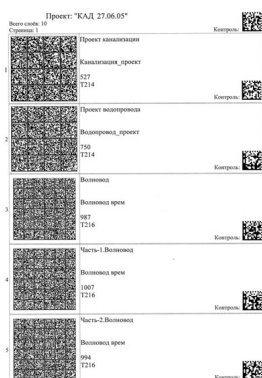 Проект: "КАД 27.06.05"
Всего слоёв: 10
Страница: 1
Контроль:
1
Проект канализации
Канализация_проект
527
T214
Контроль:
2
Проект водопровода
Водопровод_проект
750
T214
Контроль:
3
Волновод
Волновод врем
987
T216
Контроль:
4
Часть-1.Волновод
Волновод врем
1007
T216
Контроль:
5
Часть-2.Волновод
Волновод врем
994
T216
Контроль: